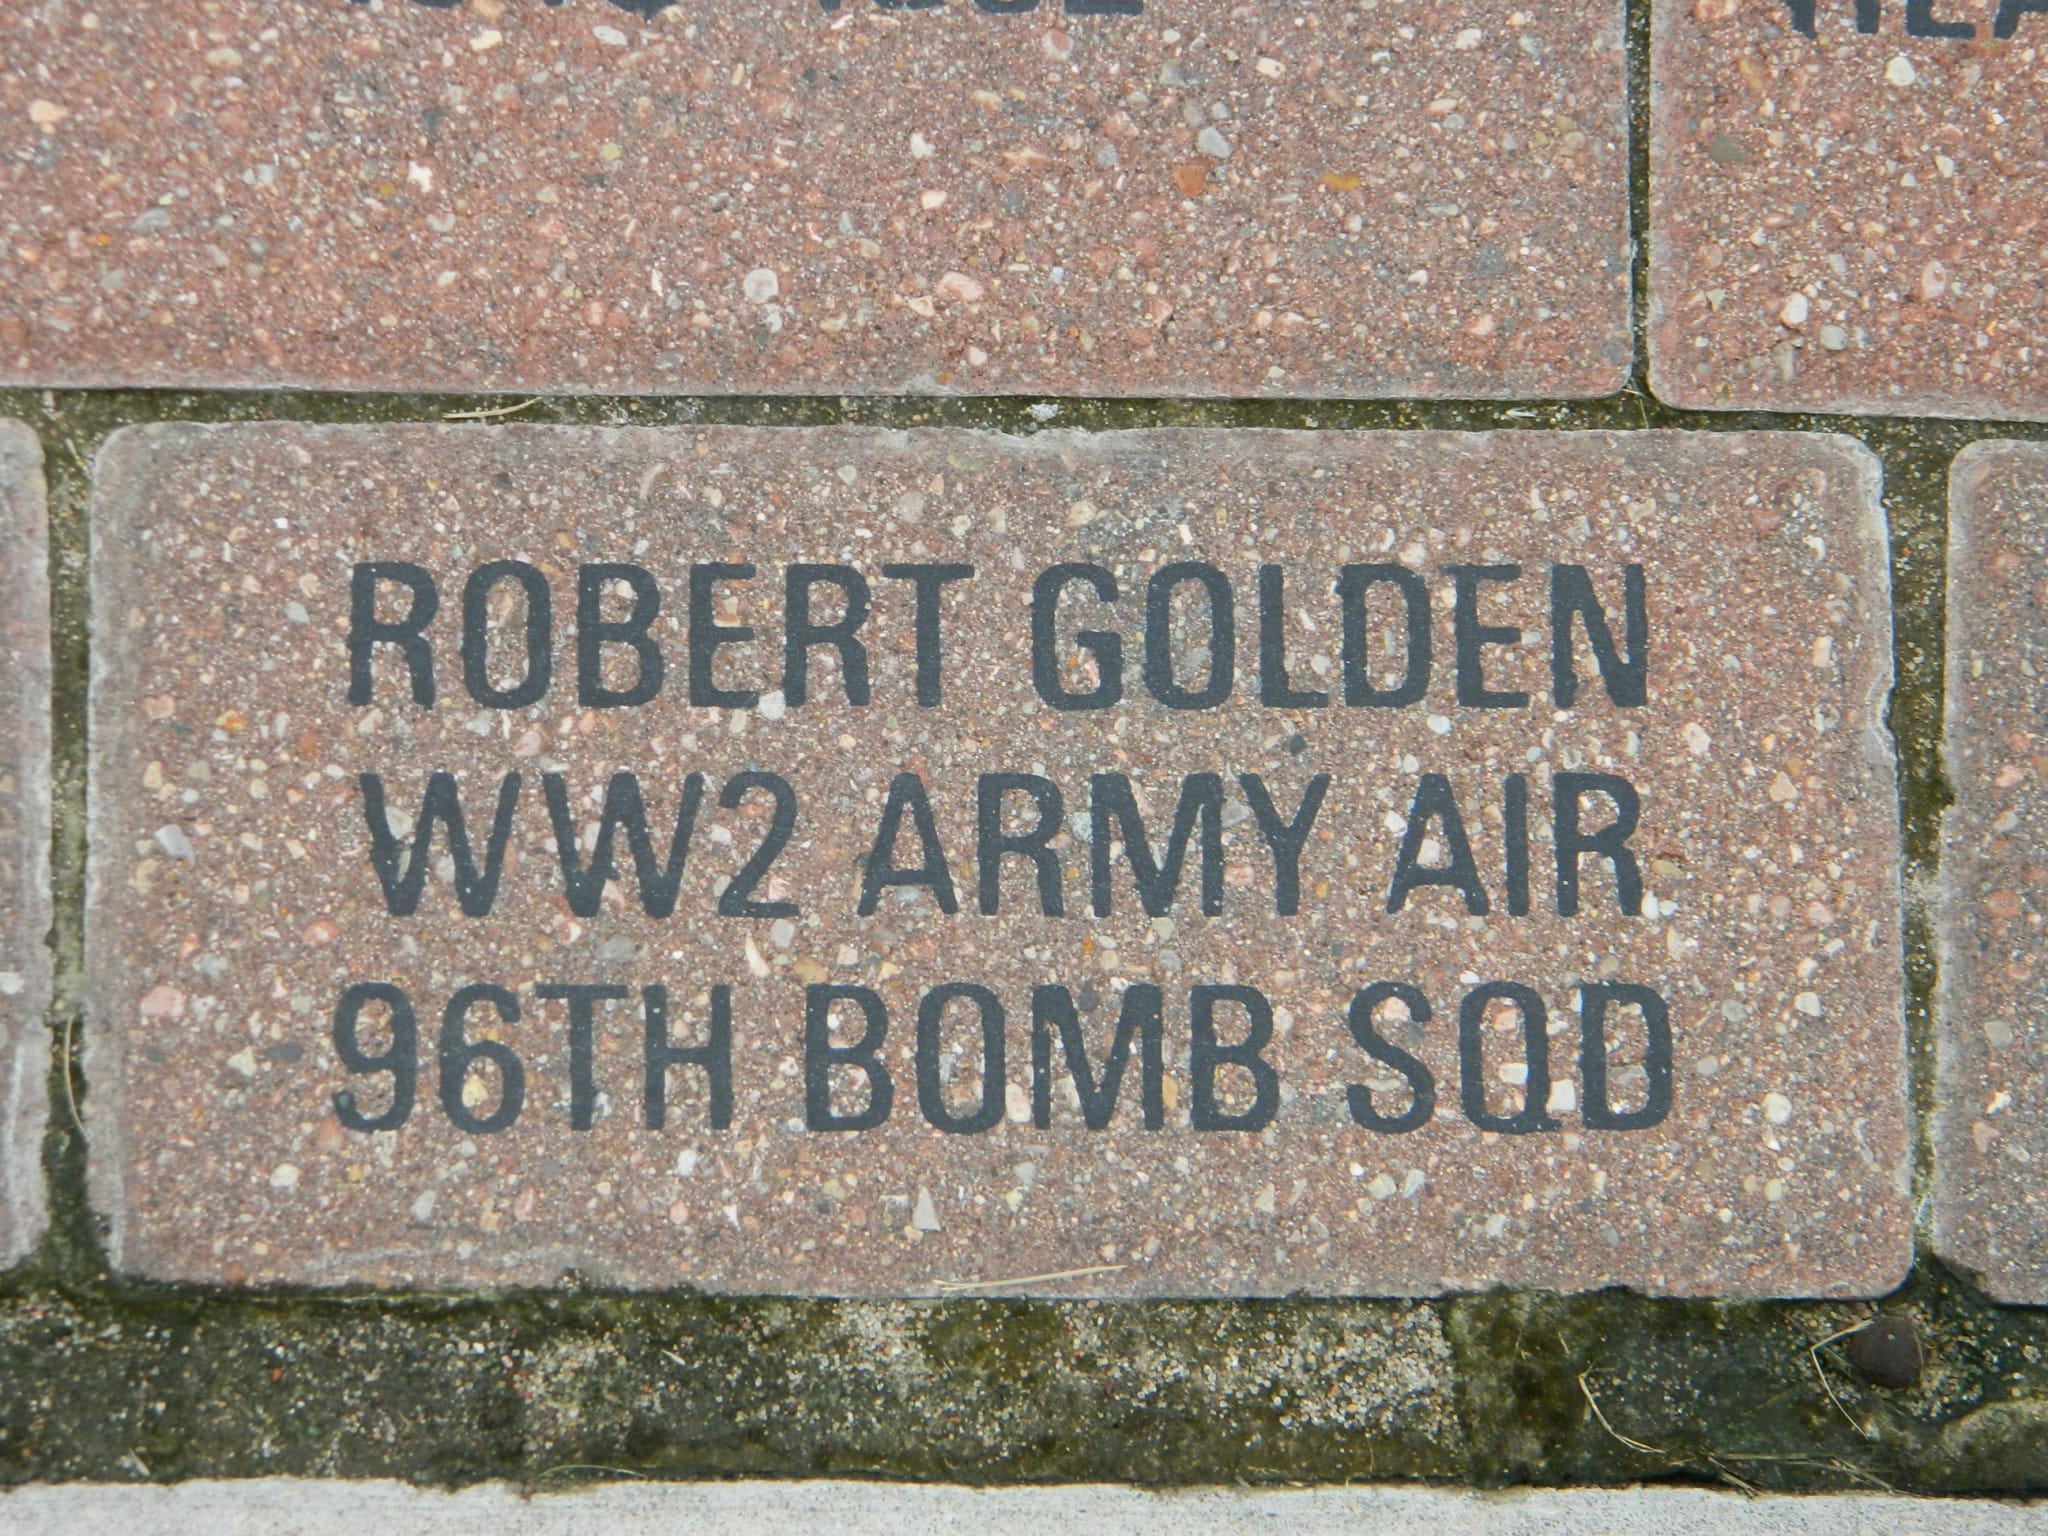 ROBERT GOLDEN
WW2 ARMY AIR
96TH BOMB SQD